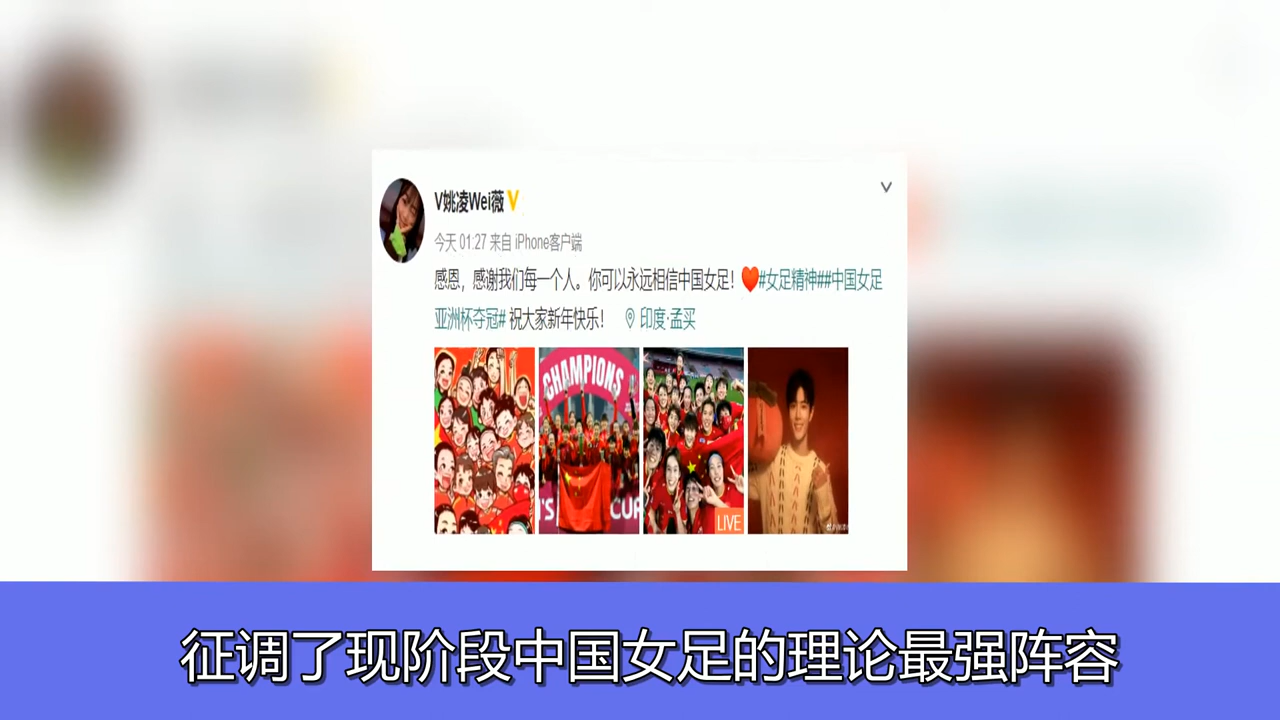 V姚凌Wei薇V
今天 01:27 来自 iPhone客户端
感恩，感谢我们每一个人。你可以永远相信中国女足！❤#女足精神##中国女足
亚洲杯夺冠# 祝大家新年快乐！ 印度·孟买
CHAMPIONS
'S CUP
LIVE
征调了现阶段中国女足的理论最强阵容